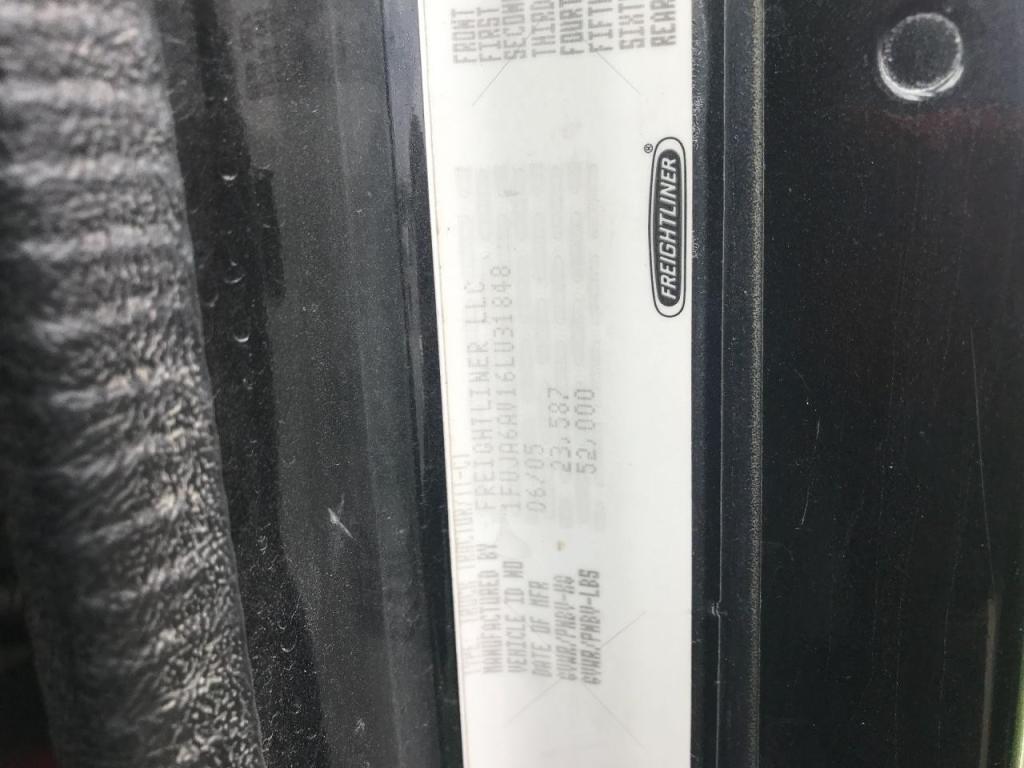 TYPE TRUCK TRACTOR/TT-CT
MANUFACTURED BY FREIGHTLINER LLC
VEHICLE ID NO 1FUJA6AV16LU31848
DATE OF MFR 06/05
GVWR/PNBV-KG 23,587
GVWR/PNBV-LBS 52,000
FRONT
FIRST
SECOND
THIRD
FOURTH
FIFTH
SIXTH
REAR
FREIGHTLINER ®